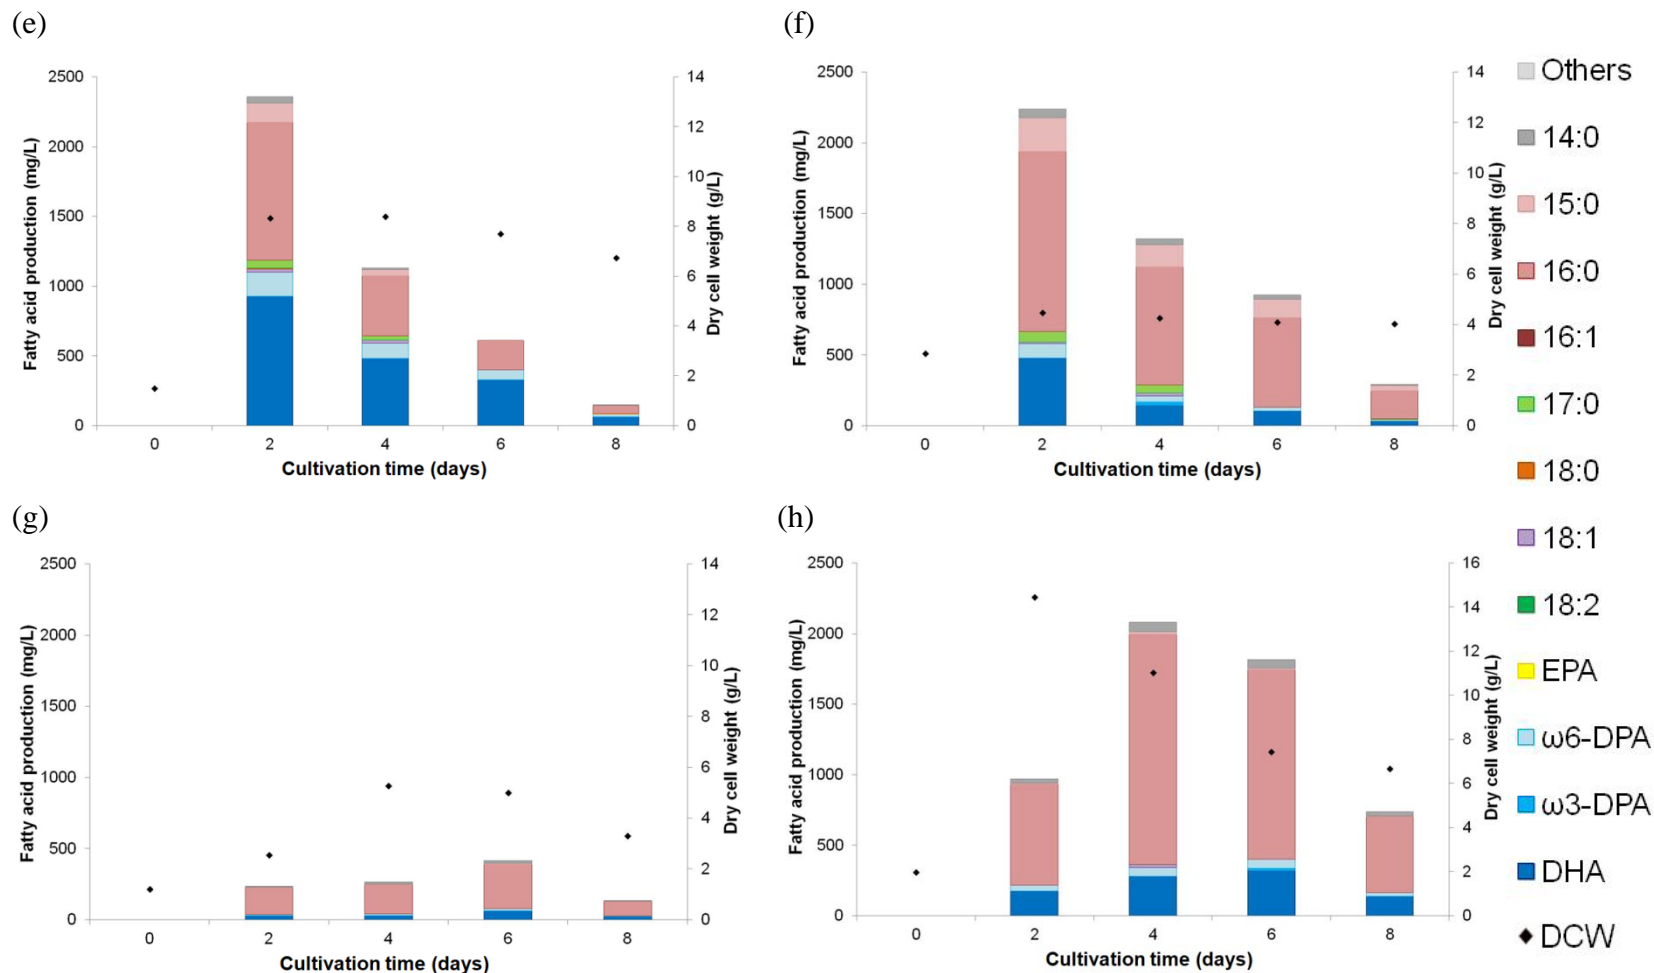 (e)
2500
2000
1500
1000
500
0
Fatty acid production (mg/L)
14
12
10
8
6
4
2
0
Dry cell weight (g/L)
0 2 4 6 8
Cultivation time (days)
(f)
2500
2000
1500
1000
500
0
Fatty acid production (mg/L)
14
12
10
8
6
4
2
0
Dry cell weight (g/L)
0 2 4 6 8
Cultivation time (days)
(g)
2500
2000
1500
1000
500
0
Fatty acid production (mg/L)
14
12
10
8
6
4
2
0
Dry cell weight (g/L)
0 2 4 6 8
Cultivation time (days)
(h)
2500
2000
1500
1000
500
0
Fatty acid production (mg/L)
16
14
12
10
8
6
4
2
0
Dry cell weight (g/L)
0 2 4 6 8
Cultivation time (days)
Others
14:0
15:0
16:0
16:1
17:0
18:0
18:1
18:2
EPA
ω6-DPA
ω3-DPA
DHA
DCW